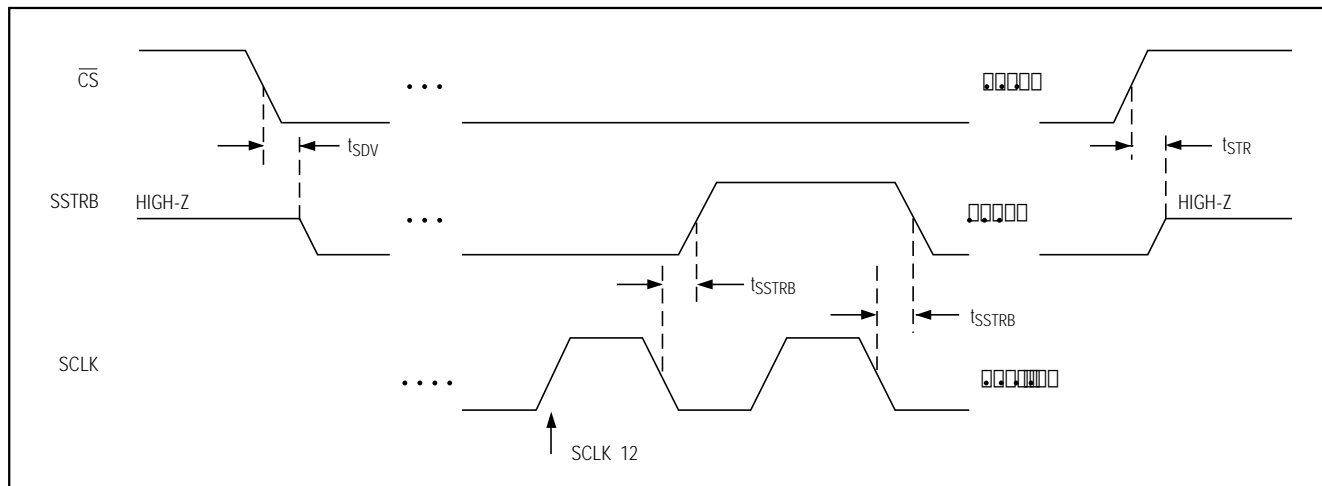 CS
tSDV
tSTR
SSTRB
HIGH-Z
HIGH-Z
tSSTRB
tSSTRB
SCLK
SCLK 12